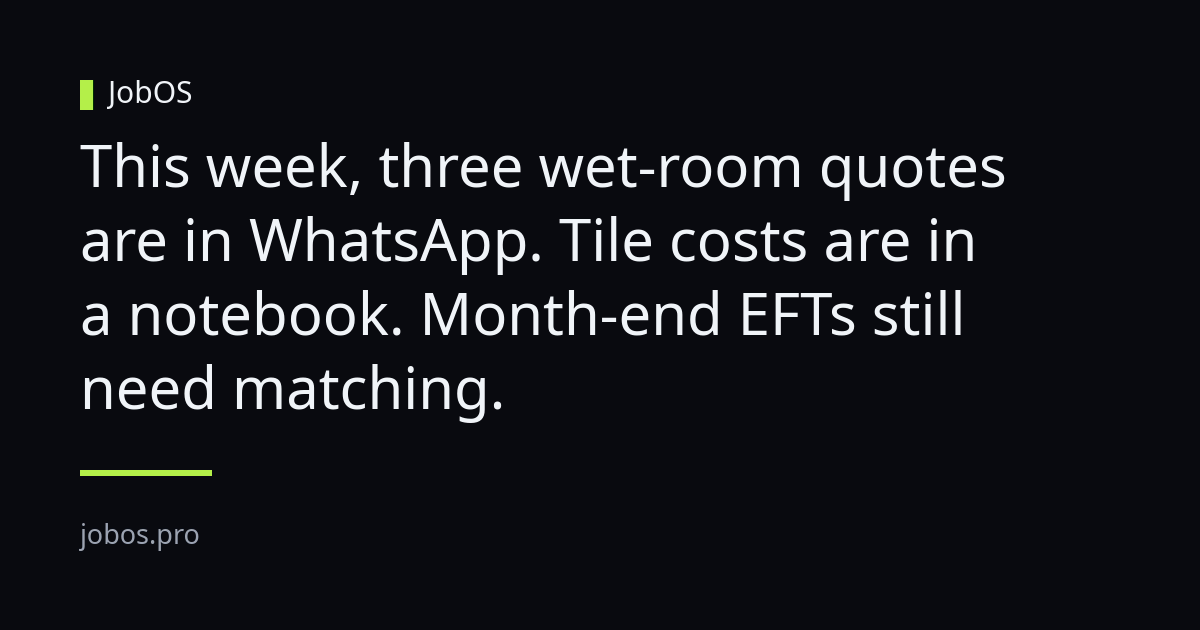 JobOS
This week, three wet-room quotes
are in WhatsApp. Tile costs are in
a notebook. Month-end EFTs still
need matching.
jobos.pro